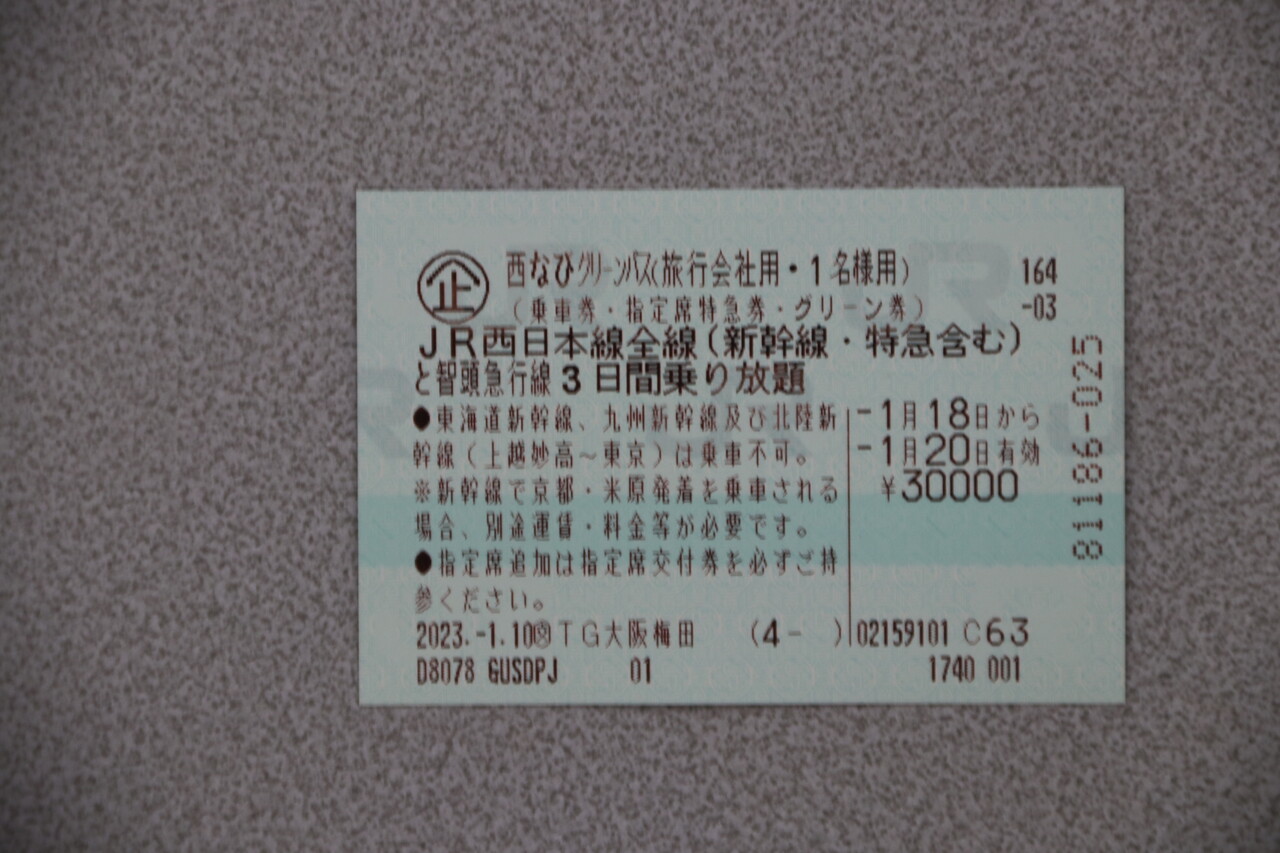 企 西なびグリーンパス(旅行会社用・1名様用) 164
(乗車券・指定席特急券・グリーン券) -03
JR西日本線全線(新幹線・特急含む)
と智頭急行線3日間乗り放題
●東海道新幹線、九州新幹線及び北陸新
幹線(上越妙高~東京)は乗車不可。
※新幹線で京都・米原発着を乗車される
場合、別途運賃・料金等が必要です。
●指定席追加は指定席交付券を必ずご持
参ください。
-1月18日から
-1月20日有効
¥30000
2023.-1.10 TG大阪梅田 (4- ) 02159101 C63
D8078 GUSDPJ 01 1740 001
81186-025